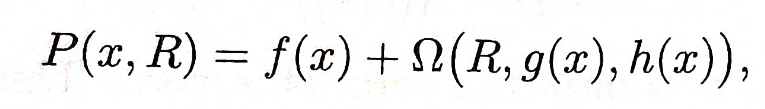 P(x, R) = f(x) + Ω(R, g(x), h(x)),